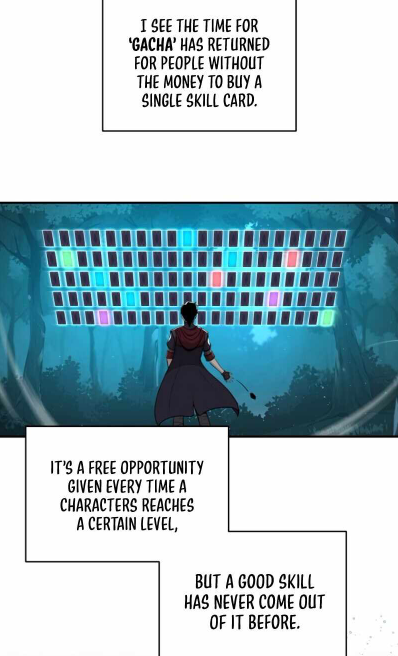 I SEE THE TIME FOR
'GACHA' HAS RETURNED
FOR PEOPLE WITHOUT
THE MONEY TO BUY A
SINGLE SKILL CARD.
IT'S A FREE OPPORTUNITY
GIVEN EVERY TIME A
CHARACTERS REACHES
A CERTAIN LEVEL,
BUT A GOOD SKILL
HAS NEVER COME OUT
OF IT BEFORE.